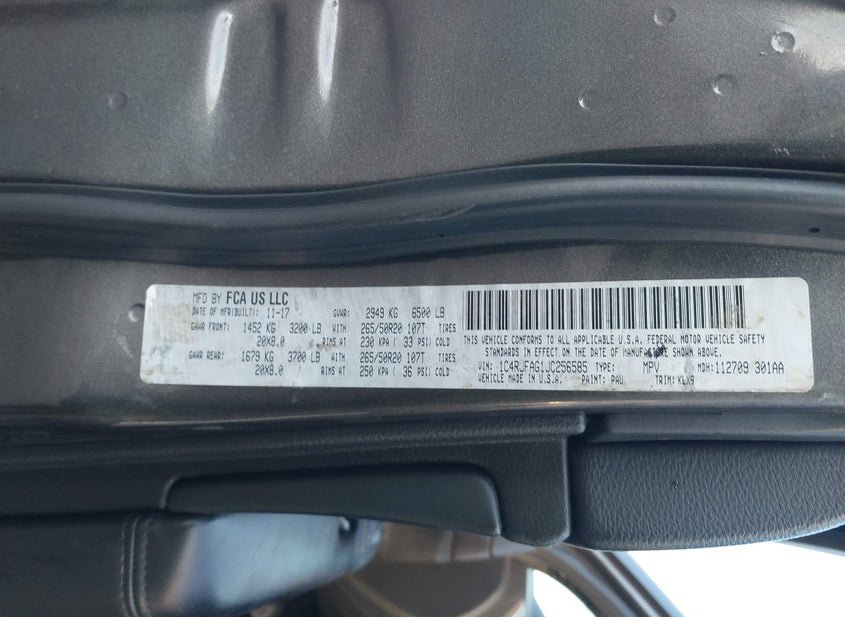 MFD BY FCA US LLC
DATE OF MFR(BUILT): 11-17 GVWR: 2949 KG 6500 LB
GAWR FRONT: 1452 KG 3200 LB WITH 265/50R20 107T TIRES
20X8.0 RIMS AT 230 KPA ( 33 PSI) COLD
GAWR REAR: 1679 KG 3700 LB WITH 265/50R20 107T TIRES
20X8.0 RIMS AT 250 KPA ( 36 PSI) COLD
THIS VEHICLE CONFORMS TO ALL APPLICABLE U.S.A. FEDERAL MOTOR VEHICLE SAFETY
STANDARDS IN EFFECT ON THE DATE OF MANUFACTURE SHOWN ABOVE.
VIN: 1C4RJFAG1JC256585 TYPE: MPV MDH: 112709 301AA
VEHICLE MADE IN U.S.A. PAINT: PAU TRIM: KLX9